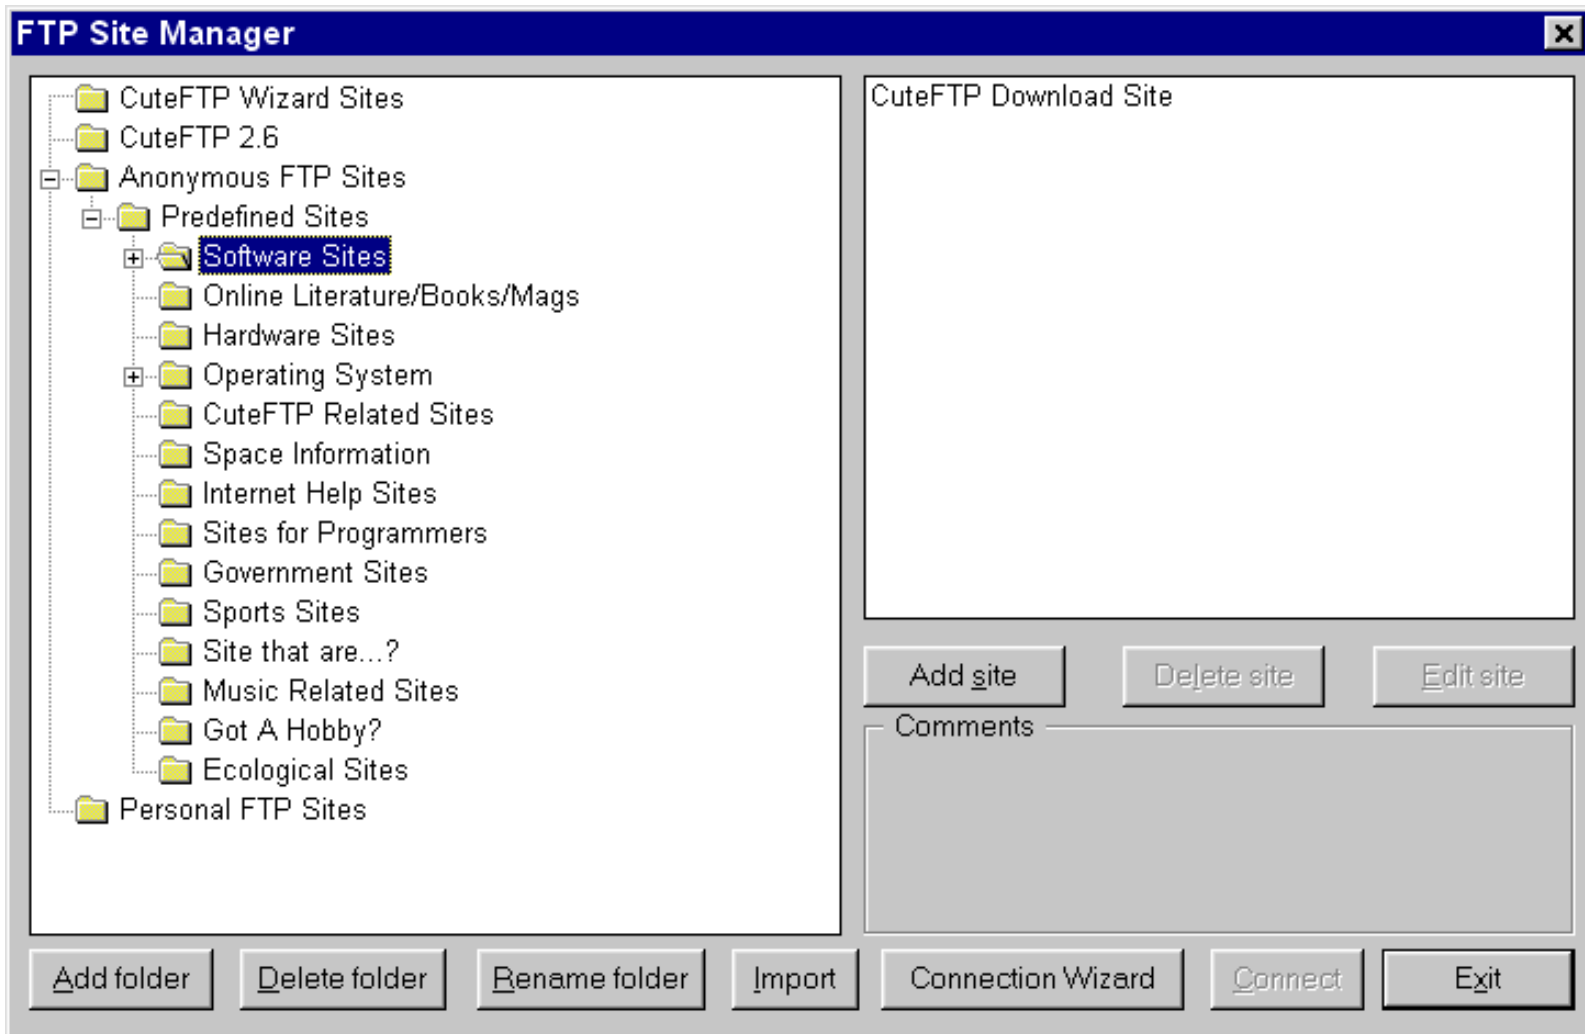 FTP Site Manager
CuteFTP Wizard Sites
CuteFTP 2.6
Anonymous FTP Sites
Predefined Sites
Software Sites
Online Literature/Books/Mags
Hardware Sites
Operating System
CuteFTP Related Sites
Space Information
Internet Help Sites
Sites for Programmers
Government Sites
Sports Sites
Site that are...?
Music Related Sites
Got A Hobby?
Ecological Sites
Personal FTP Sites
CuteFTP Download Site
Add site Delete site Edit site
Comments
Add folder Delete folder Rename folder Import Connection Wizard Connect Exit